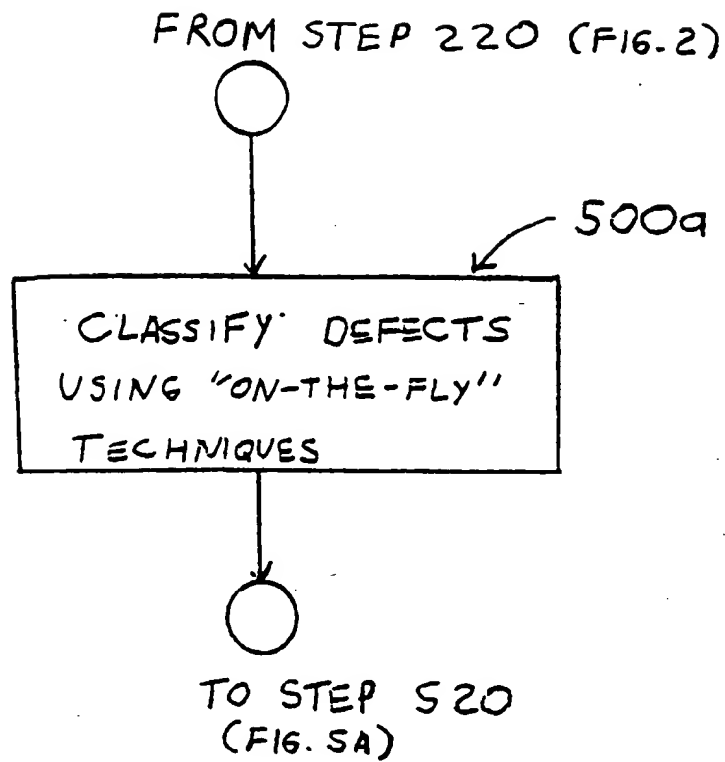 FROM STEP 220 (FIG. 2)
500a
CLASSIFY DEFECTS
USING "ON-THE-FLY"
TECHNIQUES
TO STEP 520
(FIG. 5A)